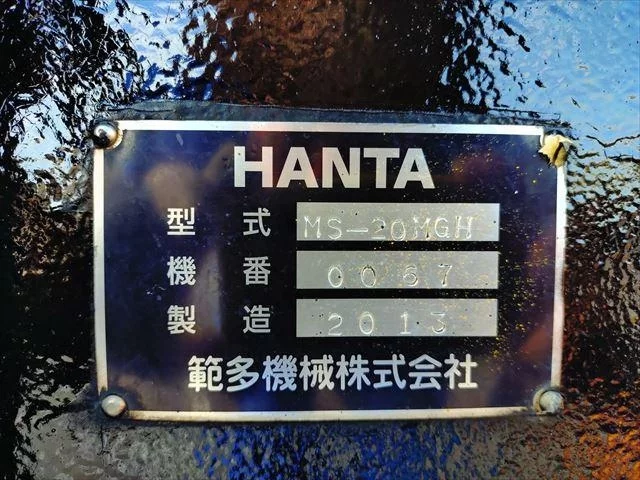 HANTA
型式 MS-20MGH
機番 0067
製造 2013
範多機械株式会社